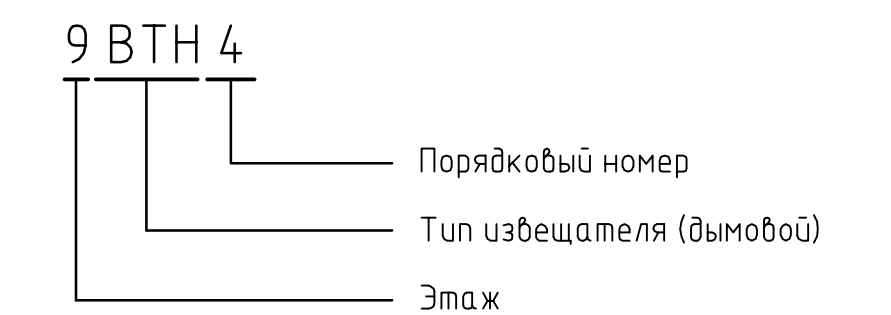 9 ВТН 4
Порядковый номер
Тип извещателя (дымовой)
Этаж